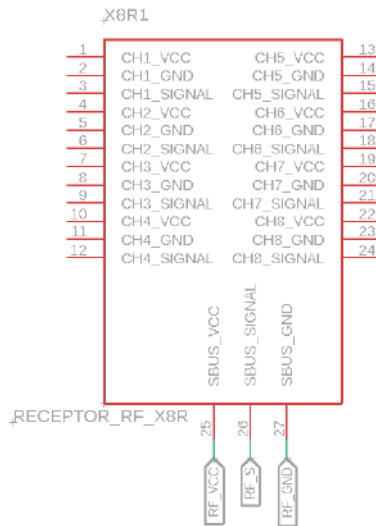 X8R1
1 CH1_VCC CH5_VCC 13
2 CH1_GND CH5_GND 14
3 CH1_SIGNAL CH5_SIGNAL 15
4 CH2_VCC CH6_VCC 16
5 CH2_GND CH6_GND 17
6 CH2_SIGNAL CH6_SIGNAL 18
7 CH3_VCC CH7_VCC 19
8 CH3_GND CH7_GND 20
9 CH3_SIGNAL CH7_SIGNAL 21
10 CH4_VCC CH8_VCC 22
11 CH4_GND CH8_GND 23
12 CH4_SIGNAL CH8_SIGNAL 24
SBUS_VCC SBUS_SIGNAL SBUS_GND
RECEPTOR_RF_X8R
25 26 27
RF_VCC RF_S RF_GND